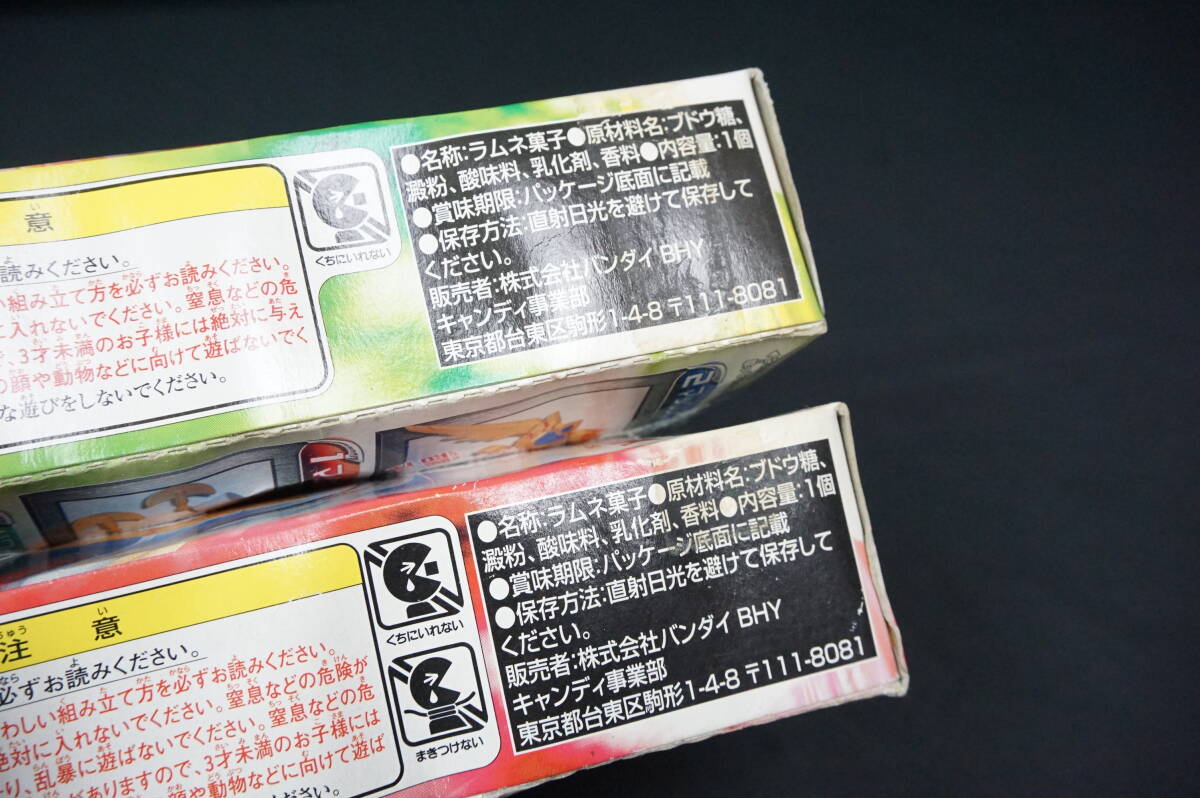 意
読みください。
い組み立て方を必ずお読みください。
に入れないでください。窒息などの危
で、3才未満のお子様には絶対に与え
の顔や動物などに向けて遊ばないでく
な遊びをしないでください。
くちにいれない
●名称:ラムネ菓子●原材料名:ブドウ糖、
澱粉、酸味料、乳化剤、香料●内容量:1個
●賞味期限:パッケージ底面に記載
●保存方法:直射日光を避けて保存して
ください。
販売者:株式会社バンダイ BHY
キャンディ事業部
東京都台東区駒形1-4-8 〒111-8081
注意
必ずお読みください。
わしい組み立て方を必ずお読みください。
絶対に入れないでください。窒息などの危険が
り、乱暴に遊ばないでください。窒息などの危
がありますので、3才未満のお子様には
顔や動物などに向けて遊ば
ください。
くちにいれない
まきつけない
●名称:ラムネ菓子●原材料名:ブドウ糖、
澱粉、酸味料、乳化剤、香料●内容量:1個
●賞味期限:パッケージ底面に記載
●保存方法:直射日光を避けて保存して
ください。
販売者:株式会社バンダイ BHY
キャンディ事業部
東京都台東区駒形1-4-8 〒111-8081